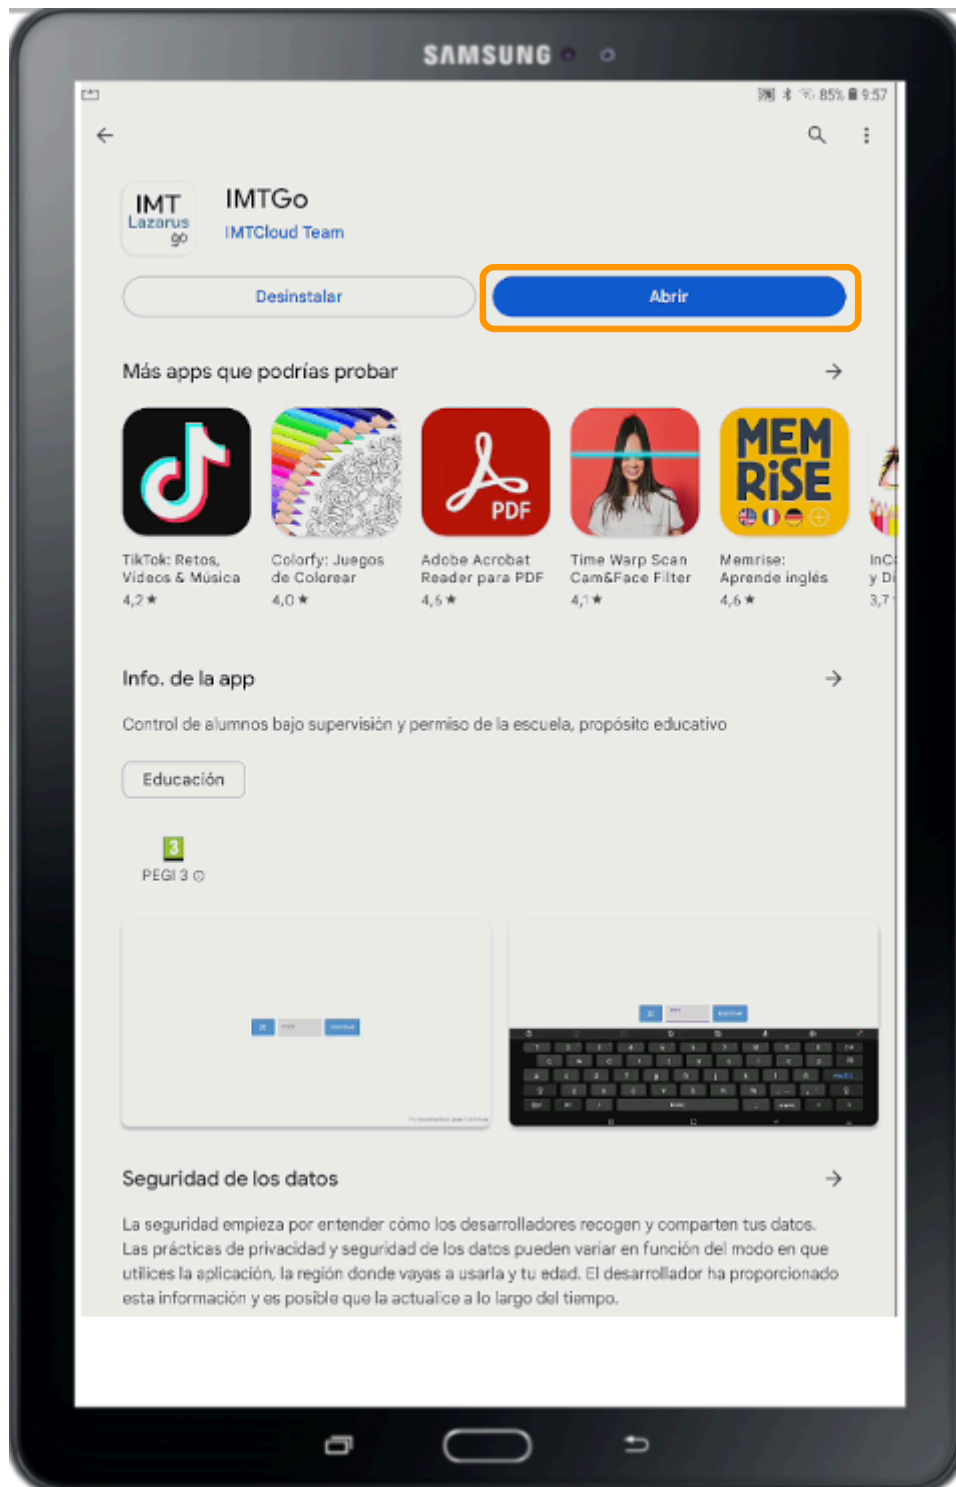 SAMSUNG
85% 9:57
IMT
Lazarus
go
IMTGo
IMTCloud Team
Desinstalar
Abrir
Más apps que podrías probar
PDF
MEM
RiSE
TikTok: Retos,
Vídeos & Música
4,2★
Colorfy: Juegos
de Colorear
4,0★
Adobe Acrobat
Reader para PDF
4,6★
Time Warp Scan
Cam&Face Filter
4,1★
Memrise:
Aprende inglés
4,6★
InC
y Di
3,7
Info. de la app
Control de alumnos bajo supervisión y permiso de la escuela, propósito educativo
Educación
3
PEGI 3
Seguridad de los datos
La seguridad empieza por entender cómo los desarrolladores recogen y comparten tus datos.
Las prácticas de privacidad y seguridad de los datos pueden variar en función del modo en que
utilices la aplicación, la región donde vayas a usarla y tu edad. El desarrollador ha proporcionado
esta información y es posible que la actualice a lo largo del tiempo.